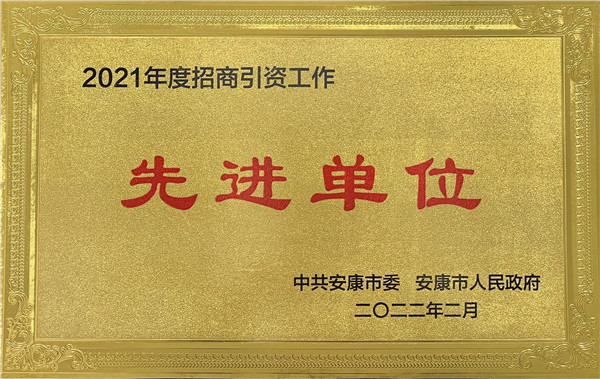 2021年度招商引资工作
先进单位
中共安康市委 安康市人民政府
二〇二二年二月